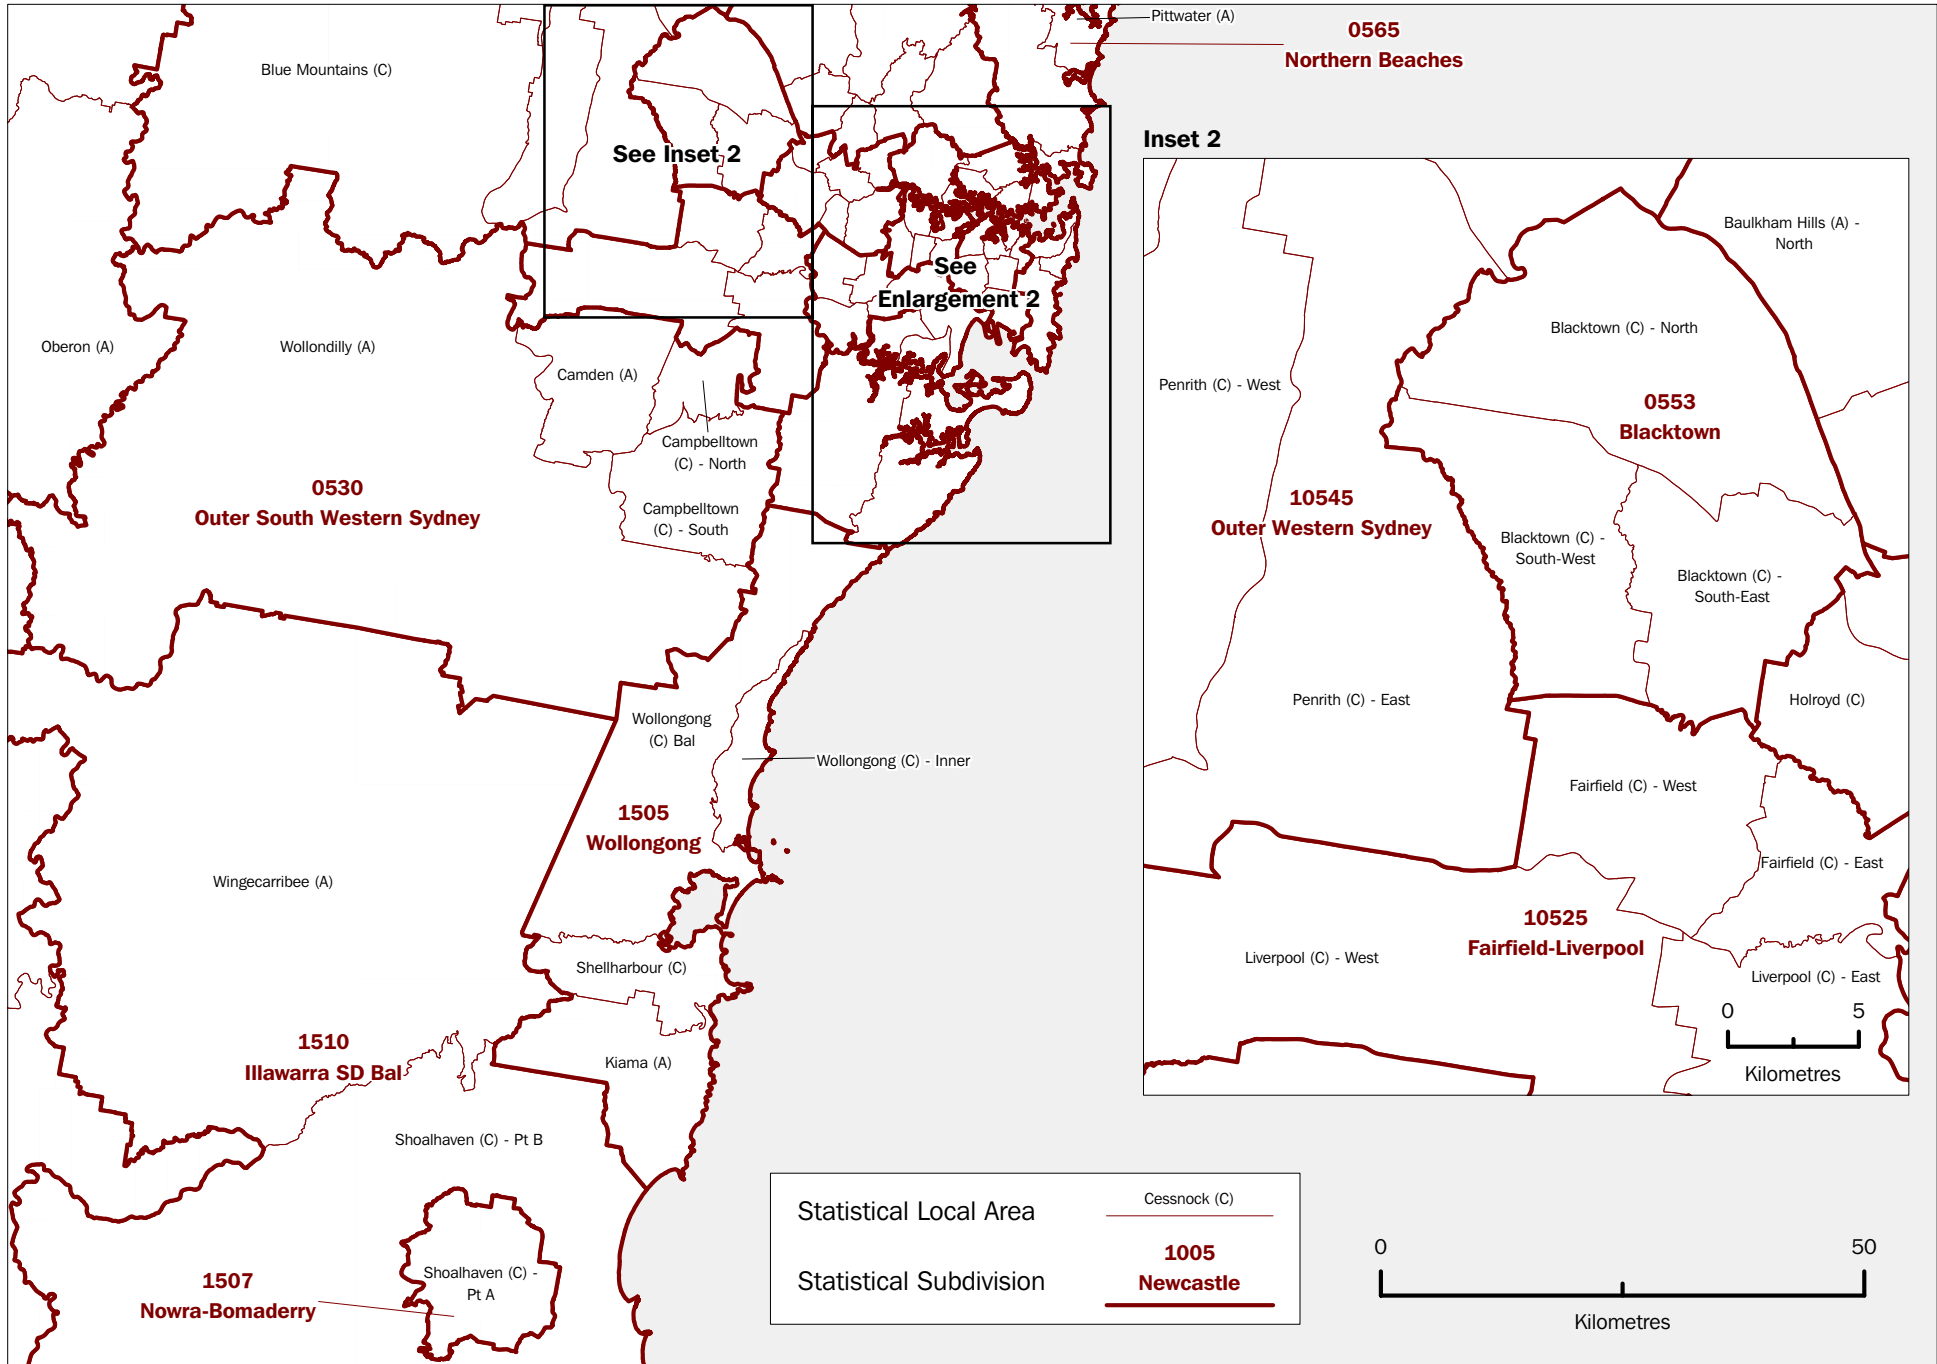 Pittwater (A)
0565
Northern Beaches
Blue Mountains (C)
See Inset 2
Inset 2
See
Enlargement 2
Oberon (A)
Wollondilly (A)
Camden (A)
Campbelltown
(C) - North
0530
Outer South Western Sydney
Campbelltown
(C) - South
Wollongong
(C) Bal
Wollongong (C) - Inner
1505
Wollongong
Wingecarribee (A)
Shellharbour (C)
1510
Illawarra SD Bal
Kiama (A)
Shoalhaven (C) - Pt B
Shoalhaven (C) -
Pt A
1507
Nowra-Bomaderry
Baulkham Hills (A) -
North
Blacktown (C) - North
Penrith (C) - West
0553
Blacktown
10545
Outer Western Sydney
Blacktown (C) -
South-West
Blacktown (C) -
South-East
Penrith (C) - East
Holroyd (C)
Fairfield (C) - West
Fairfield (C) - East
10525
Fairfield-Liverpool
Liverpool (C) - West
Liverpool (C) - East
0 5
Kilometres
Statistical Local Area
Cessnock (C)
Statistical Subdivision
1005
Newcastle
0 50
Kilometres